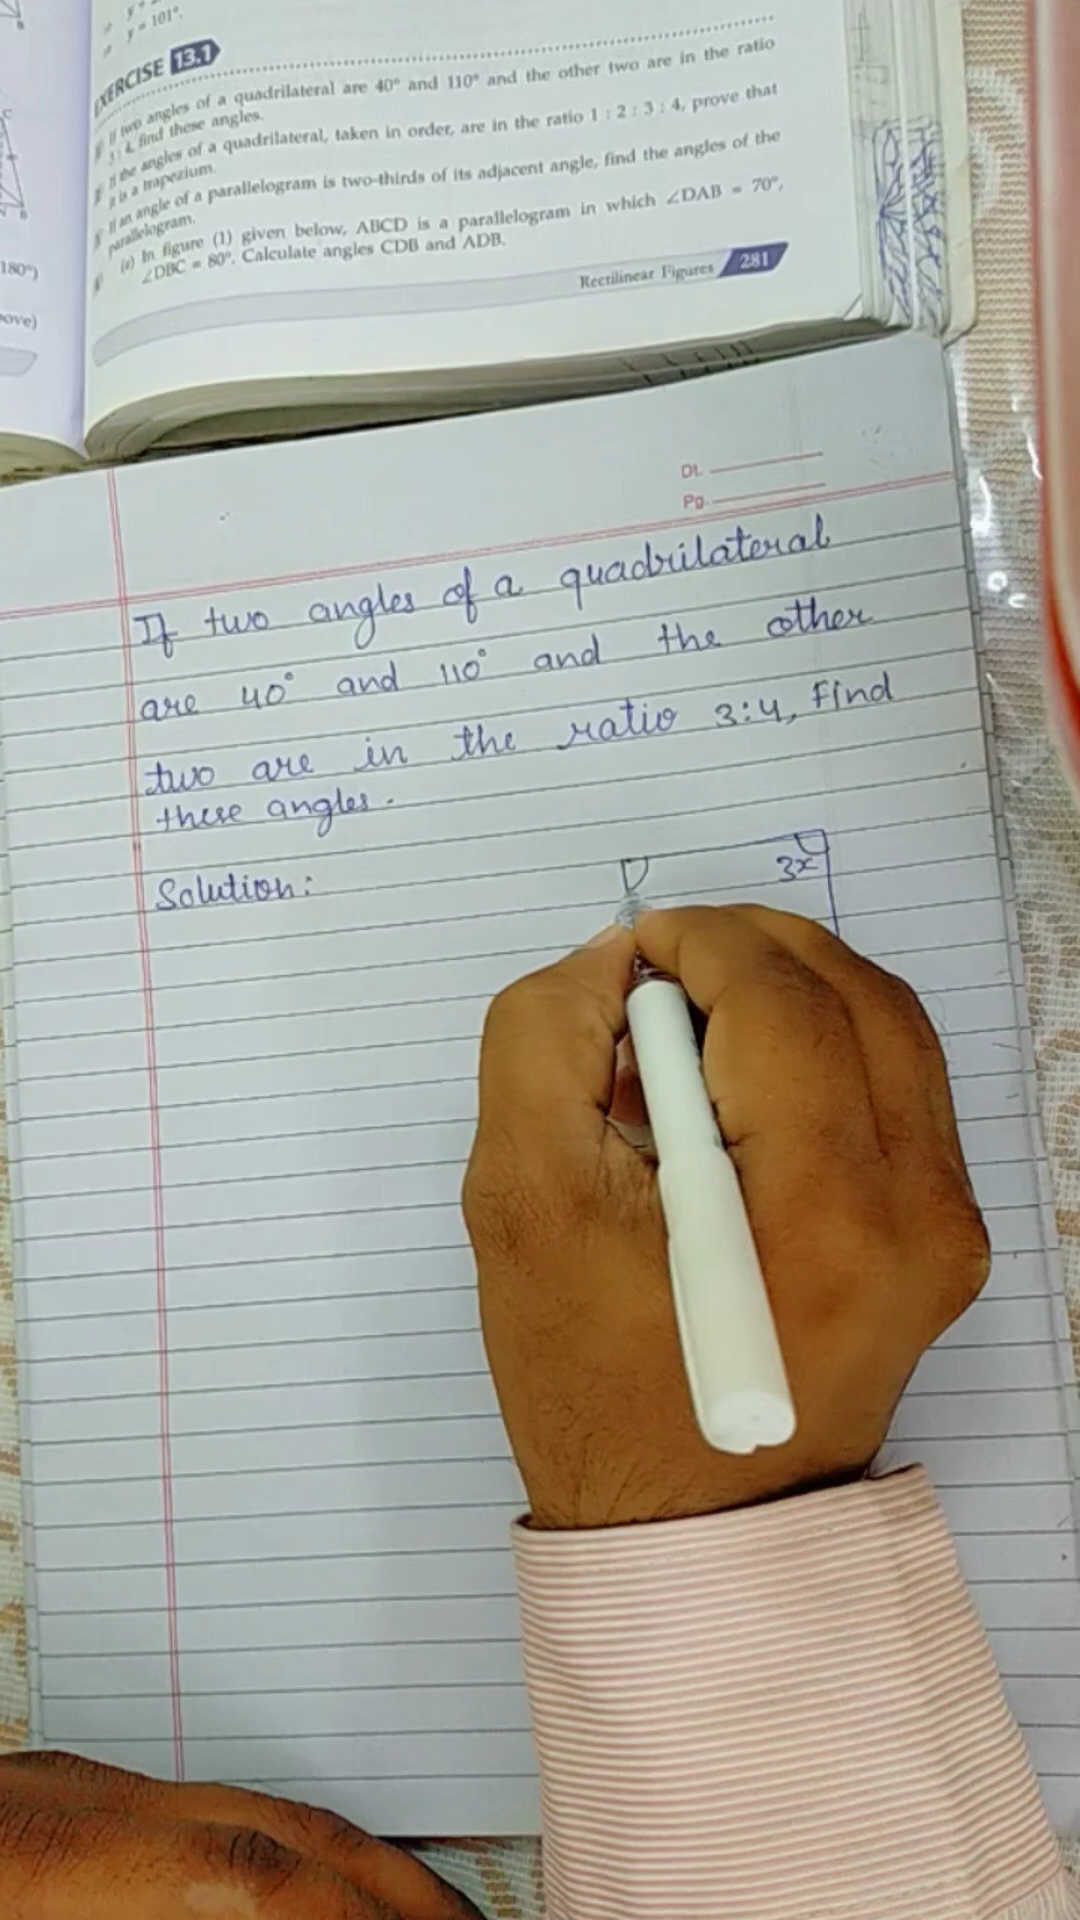 y = 101°.
EXERCISE 13.1
If two angles of a quadrilateral are 40° and 110° and the other two are in the ratio
3 : 4, find these angles.
If the angles of a quadrilateral, taken in order, are in the ratio 1 : 2 : 3 : 4, prove that
it is a trapezium.
If an angle of a parallelogram is two-thirds of its adjacent angle, find the angles of the
parallelogram.
(a) In figure (1) given below, ABCD is a parallelogram in which ∠DAB = 70°,
∠DBC = 80°. Calculate angles CDB and ADB.
Rectilinear Figures 281
180°)
ove)
Dt.
Pg.
If two angles of a quadrilateral
are 40° and 110° and the other
two are in the ratio 3:4, Find
these angles.
Solution:
3x